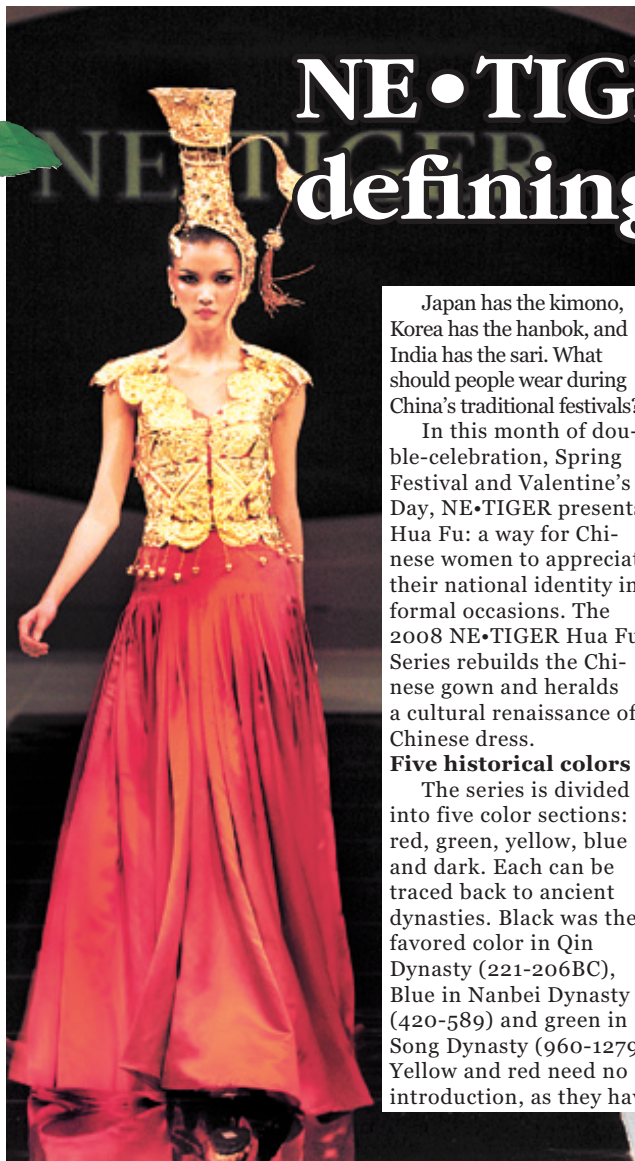 NE•TIG
defining
NE TIGER
Japan has the kimono,
Korea has the hanbok, and
India has the sari. What
should people wear during
China's traditional festivals?
In this month of dou-
ble-celebration, Spring
Festival and Valentine's
Day, NE•TIGER presents
Hua Fu: a way for Chi-
nese women to appreciat
their national identity in
formal occasions. The
2008 NE•TIGER Hua Fu
Series rebuilds the Chi-
nese gown and heralds
a cultural renaissance of
Chinese dress.
Five historical colors
The series is divided
into five color sections:
red, green, yellow, blue
and dark. Each can be
traced back to ancient
dynasties. Black was the
favored color in Qin
Dynasty (221-206BC),
Blue in Nanbei Dynasty
(420-589) and green in
Song Dynasty (960-1279
Yellow and red need no
introduction, as they hav